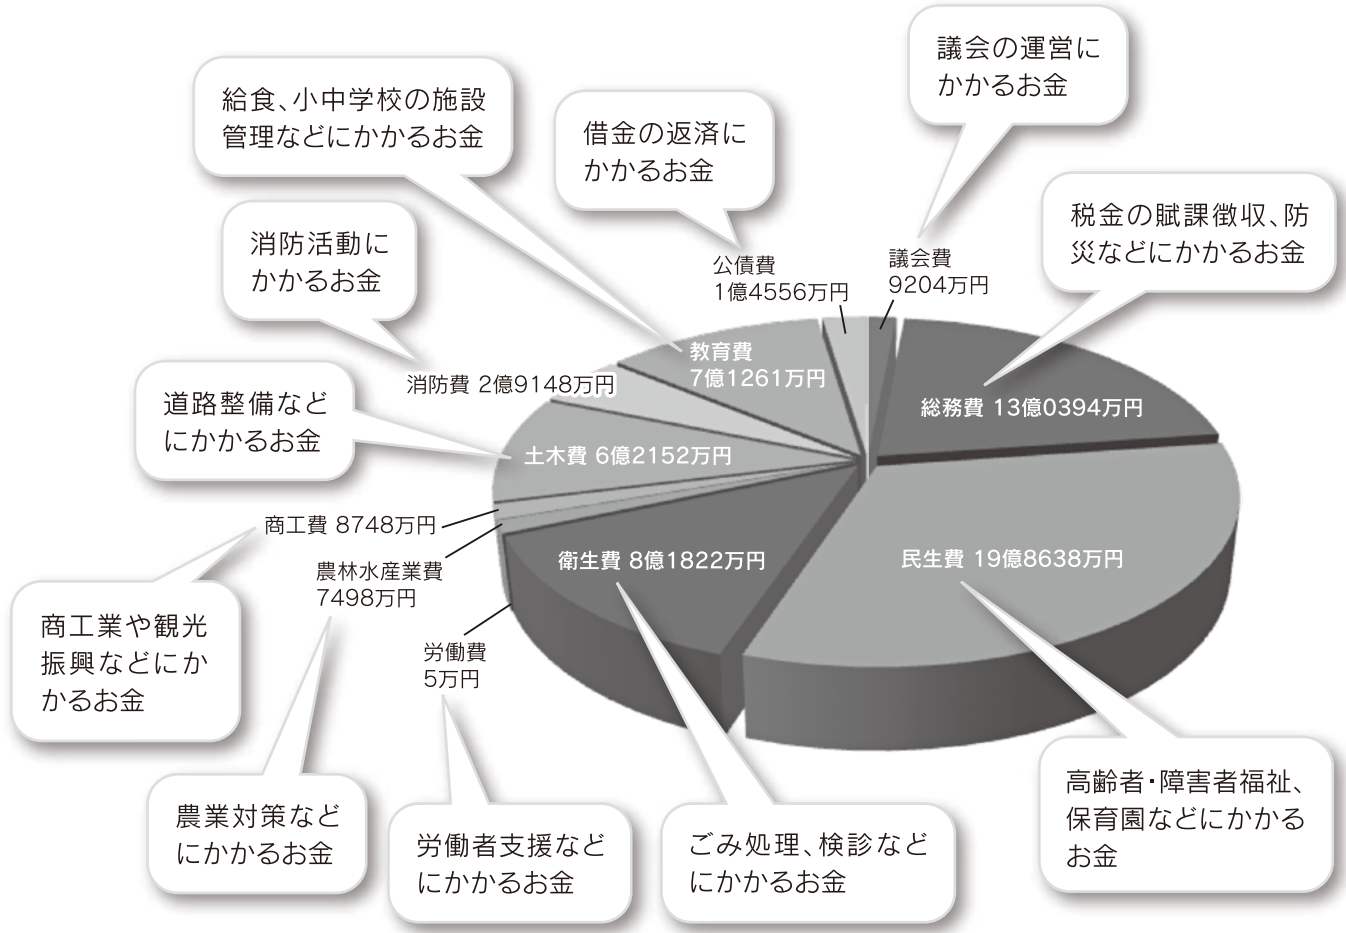 議会の運営に
かかるお金
給食、小中学校の施設
管理などにかかるお金
借金の返済に
かかるお金
税金の賦課徴収、防
災などにかかるお金
消防活動に
かかるお金
公債費
1億4556万円
議会費
9204万円
教育費
7億1261万円
消防費 2億9148万円
総務費 13億0394万円
道路整備など
にかかるお金
土木費 6億2152万円
商工費 8748万円
農林水産業費
7498万円
衛生費 8億1822万円
民生費 19億8638万円
商工業や観光
振興などにか
かるお金
労働費
5万円
農業対策など
にかかるお金
労働者支援など
にかかるお金
ごみ処理、検診など
にかかるお金
高齢者・障害者福祉、
保育園などにかかる
お金